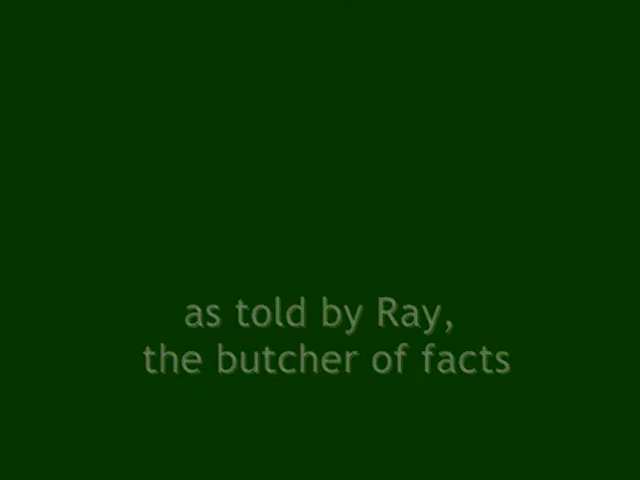 as told by Ray,
the butcher of facts